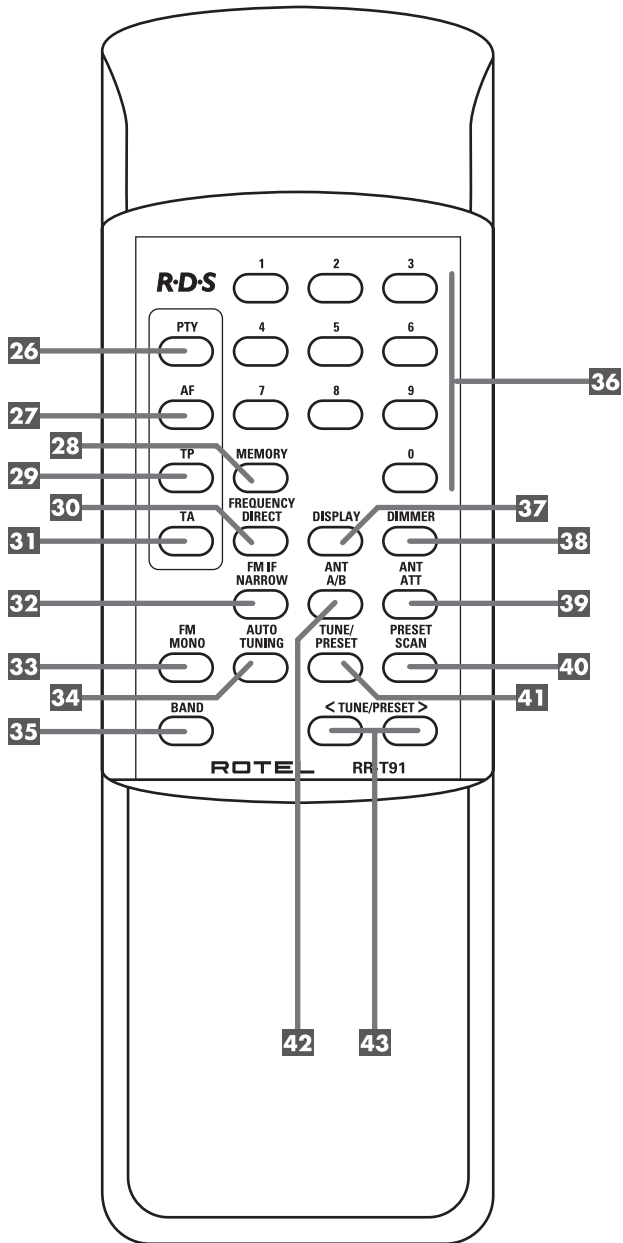 1 2 3
R·D·S
PTY 4 5 6
26
36
AF 7 8 9
27
28
TP MEMORY 0
29
30
FREQUENCY
TA DIRECT DISPLAY DIMMER
37
31
38
FM IF ANT ANT
NARROW A/B ATT
32
39
FM AUTO TUNE/ PRESET
MONO TUNING PRESET SCAN
33
40
34
41
BAND < TUNE/PRESET >
35
ROTEL RR-T91
42 43